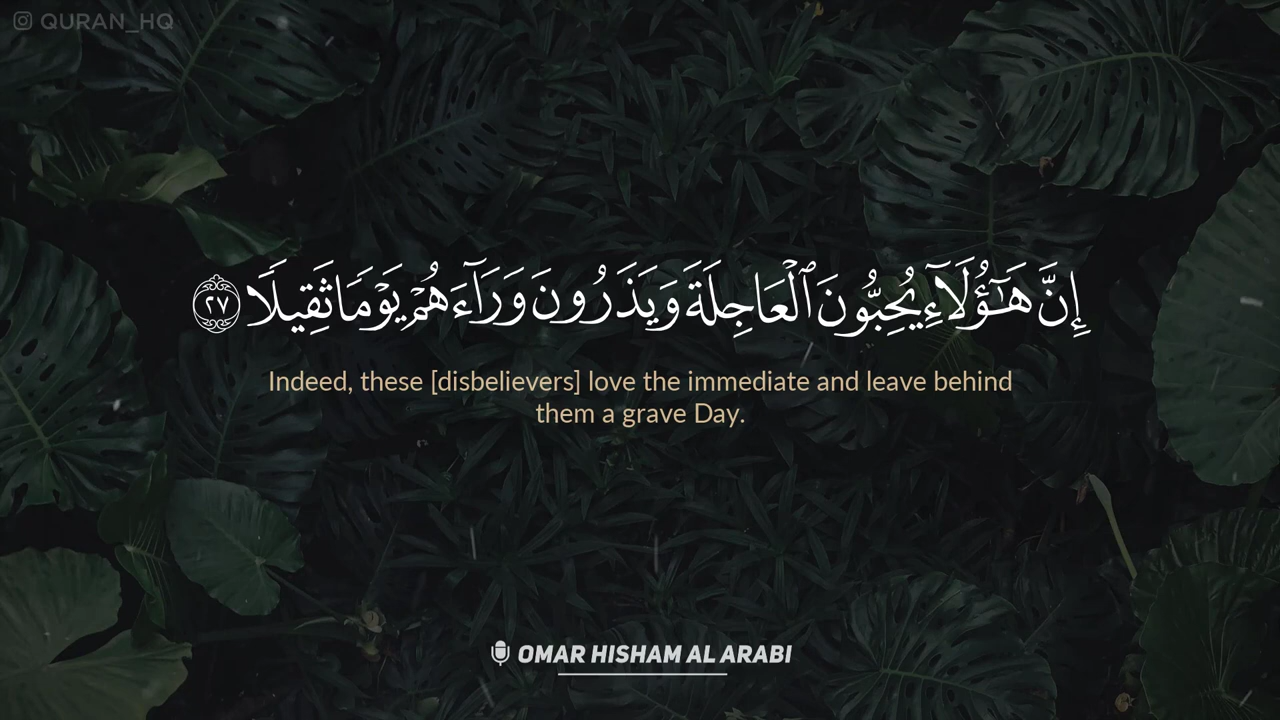 QURAN_HQ
إِنَّ هَـٰٓؤُلَآءِ يُحِبُّونَ ٱلْعَاجِلَةَ وَيَذَرُونَ وَرَآءَهُمْ يَوْمًا ثَقِيلًا ٢٧
Indeed, these [disbelievers] love the immediate and leave behind
them a grave Day.
OMAR HISHAM AL ARABI